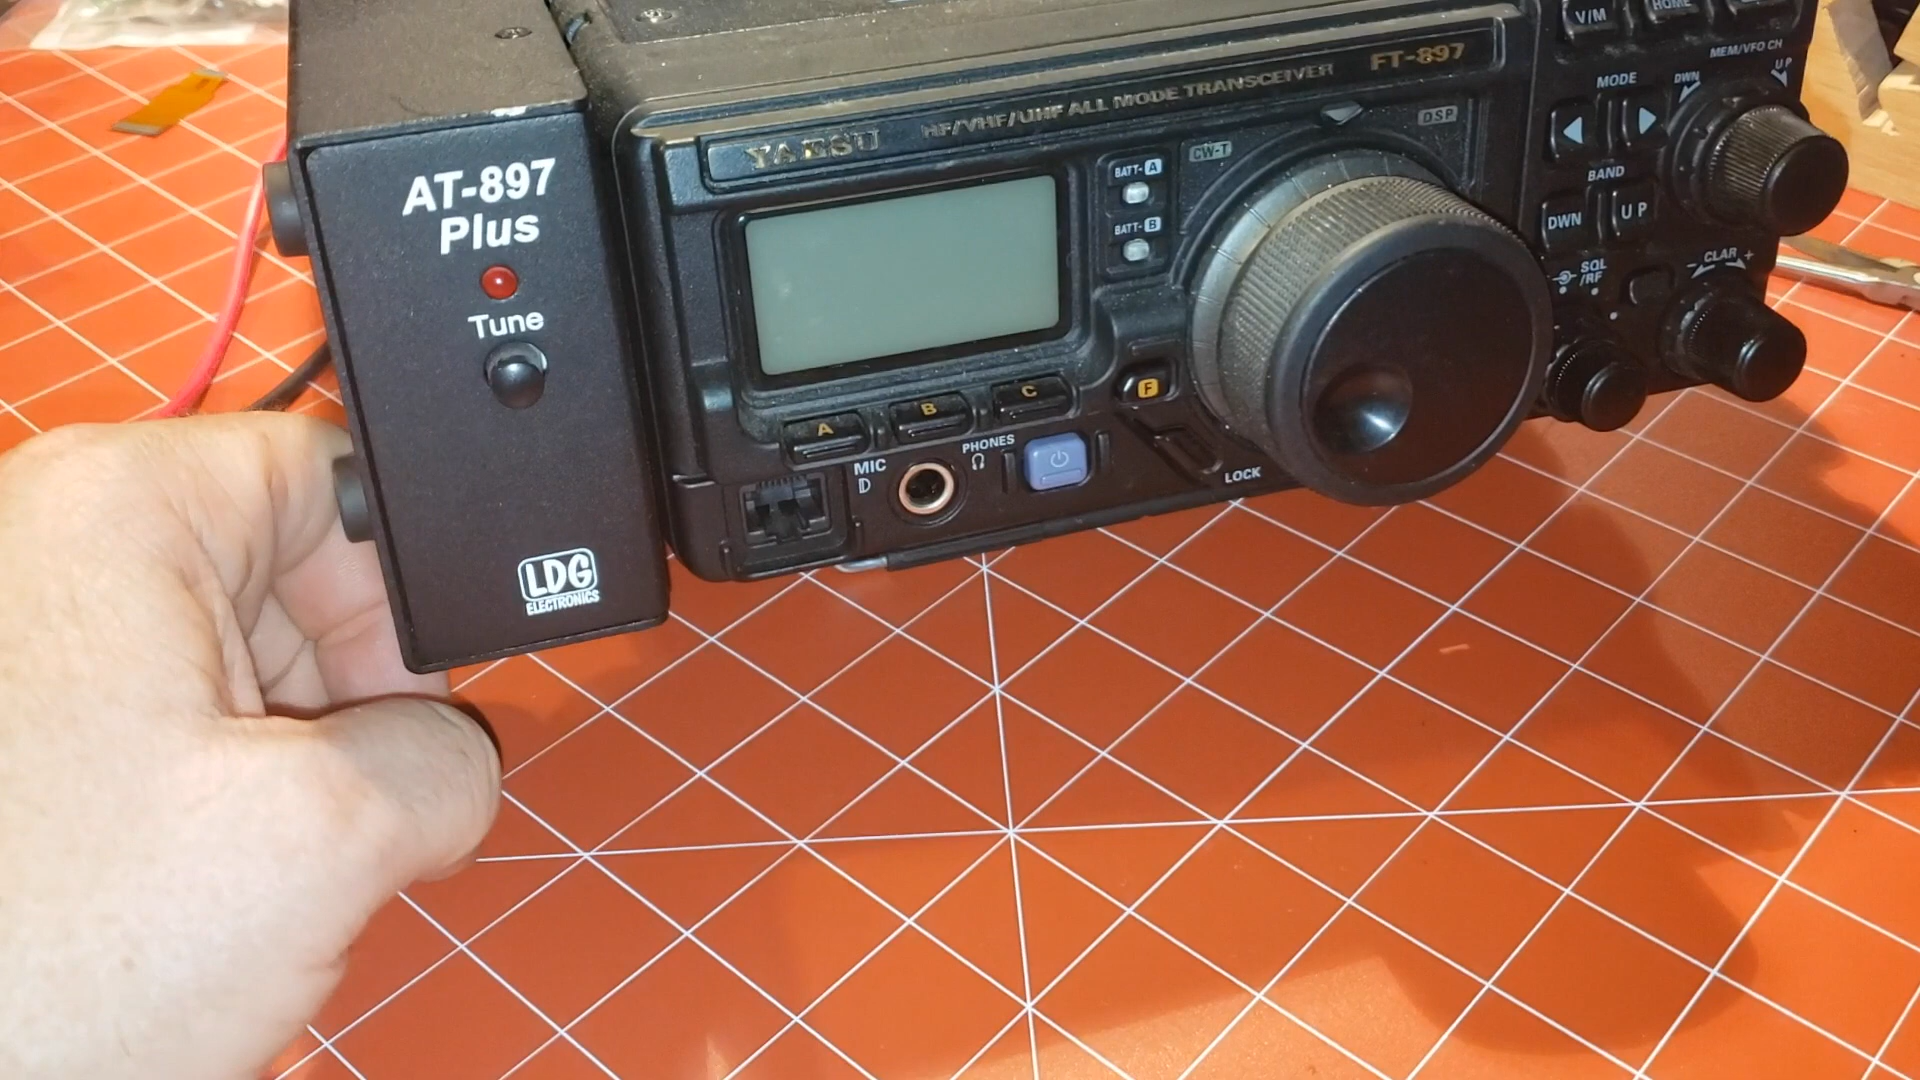 AT-897
Plus
Tune
LDG
ELECTRONICS
YAESU
HF/VHF/UHF ALL MODE TRANSCEIVER
FT-897
BATT-A
BATT-B
CW-T
DSP
A
B
C
F
MIC
PHONES
LOCK
V/M
HOME
MEM/VFO CH
DWN
UP
MODE
BAND
DWN
UP
SQL
/RF
- CLAR +